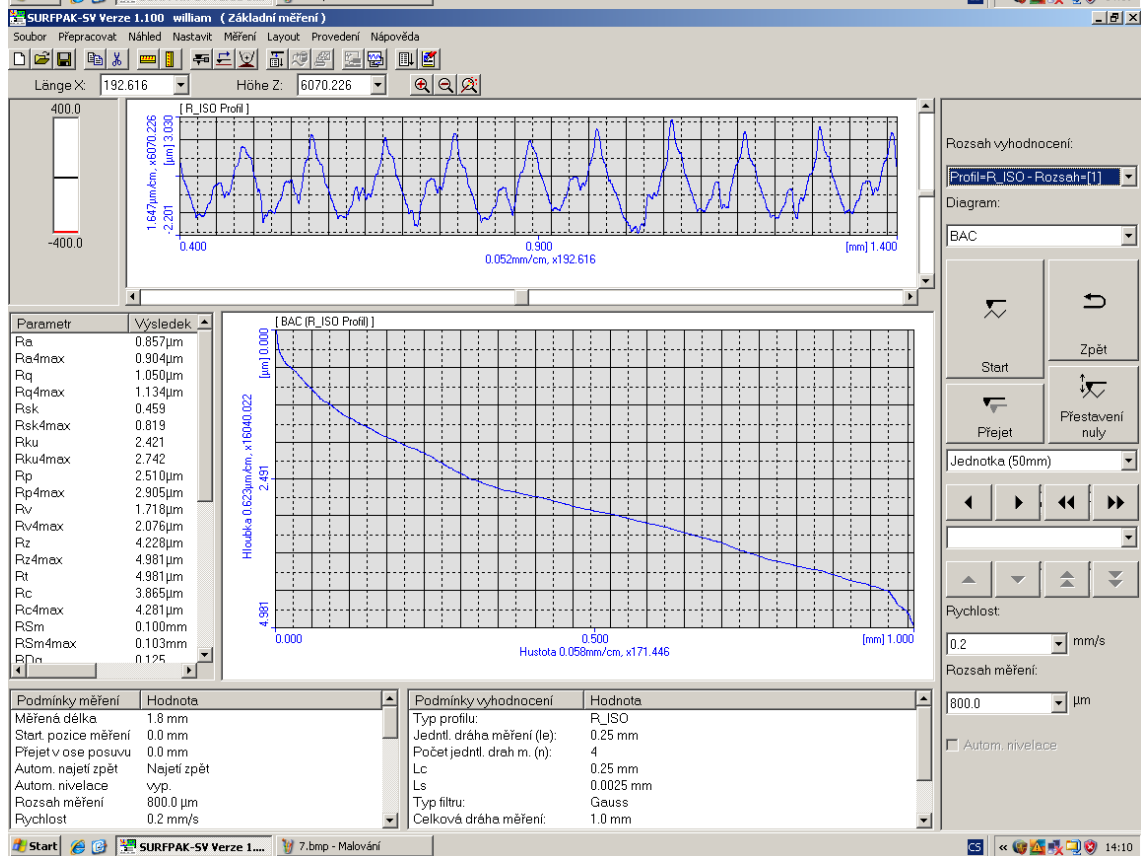 SURFPAK-SV Verze 1.100 william ( Základní měření )
Soubor Přepracovat Náhled Nastavit Měření Layout Provedení Nápověda
Länge X: 192.616 Höhe Z: 6070.226
400.0
-400.0
[ R_ISO Profil ]
1.647µm/cm, x6070.226
-2.201 [µm] 3.030
0.400 0.900 [mm] 1.400
0.052mm/cm, x192.616
Rozsah vyhodnocení:
Profil=R_ISO - Rozsah=[1]
Diagram:
BAC
Start
Zpět
Přejet
Přestavení nuly
Jednotka (50mm)
Rychlost:
0.2 mm/s
Rozsah měření:
800.0 µm
Autom. nivelace
Parametr Výsledek
Ra 0.857µm
Ra4max 0.904µm
Rq 1.050µm
Rq4max 1.134µm
Rsk 0.459
Rsk4max 0.819
Rku 2.421
Rku4max 2.742
Rp 2.510µm
Rp4max 2.905µm
Rv 1.718µm
Rv4max 2.076µm
Rz 4.228µm
Rz4max 4.981µm
Rt 4.981µm
Rc 3.865µm
Rc4max 4.281µm
RSm 0.100mm
RSm4max 0.103mm
RDq 0.125
[ BAC (R_ISO Profil) ]
Hloubka 0.623µm/cm, x16040.022
4.981 2.491 [µm] 0.000
0.000 0.500 [mm] 1.000
Hustota 0.058mm/cm, x171.446
Podmínky měření Hodnota
Měřená délka 1.8 mm
Start. pozice měření 0.0 mm
Přejet v ose posuvu 0.0 mm
Autom. najetí zpět Najetí zpět
Autom. nivelace vyp.
Rozsah měření 800.0 µm
Rychlost 0.2 mm/s
Podmínky vyhodnocení Hodnota
Typ profilu: R_ISO
Jedntl. dráha měření (le): 0.25 mm
Počet jedntl. drah m. (n): 4
Lc 0.25 mm
Ls 0.0025 mm
Typ filtru: Gauss
Celková dráha měření: 1.0 mm
Start SURFPAK-SV Verze 1.... 7.bmp - Malování CS 14:10